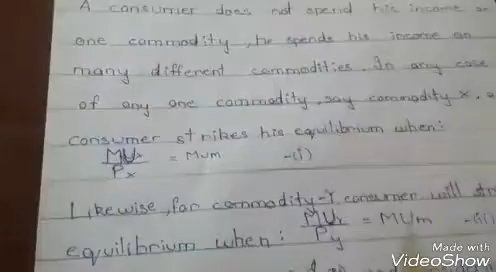 A consumer does not spend his income on
one commodity, he spends his income on
many different commodities. In any case
of any one commodity, say commodity X, a
consumer strikes his equilibrium when:
MUx/Px = MUm -(i)
Likewise, for commodity-Y consumer will
equilibrium when: MUy/Py = MUm -(ii)
Made with
VideoShow